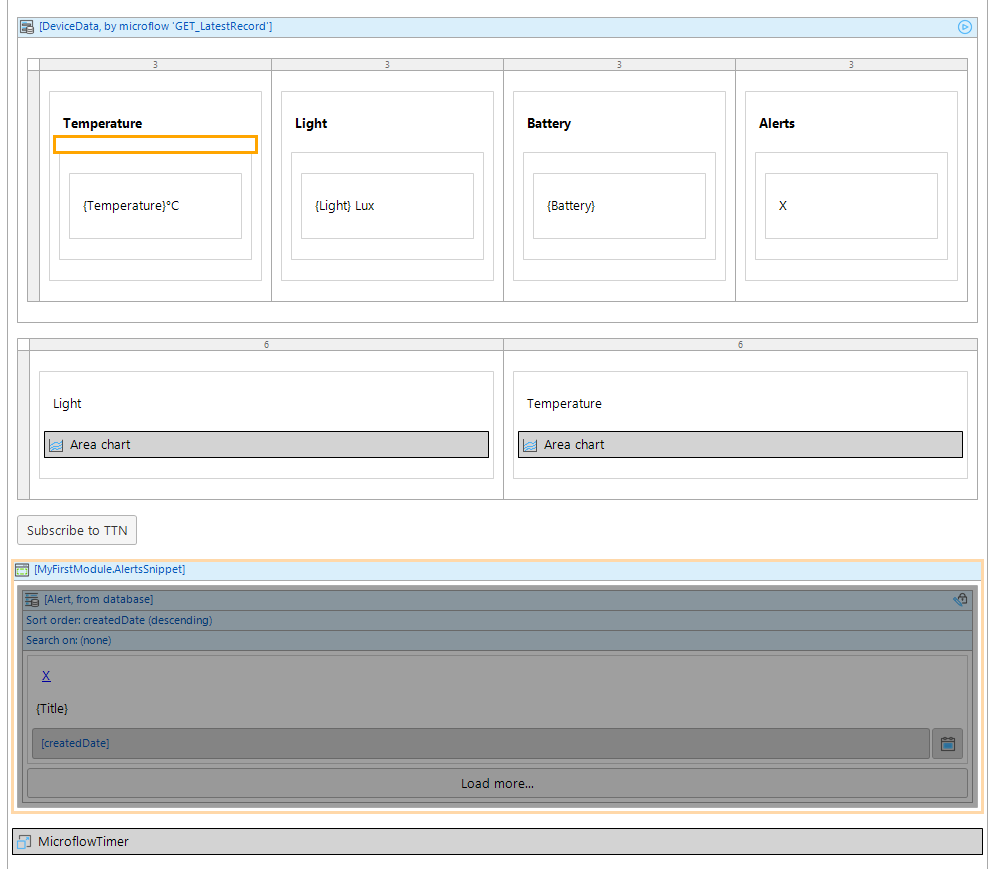 [DeviceData, by microflow 'GET_LatestRecord']
3 3 3 3
Temperature Light Battery Alerts
{Temperature}°C {Light} Lux {Battery} X
6 6
Light Temperature
Area chart Area chart
Subscribe to TTN
[MyFirstModule.AlertsSnippet]
[Alert, from database]
Sort order: createdDate (descending)
Search on: (none)
X
{Title}
[createdDate]
Load more...
MicroflowTimer